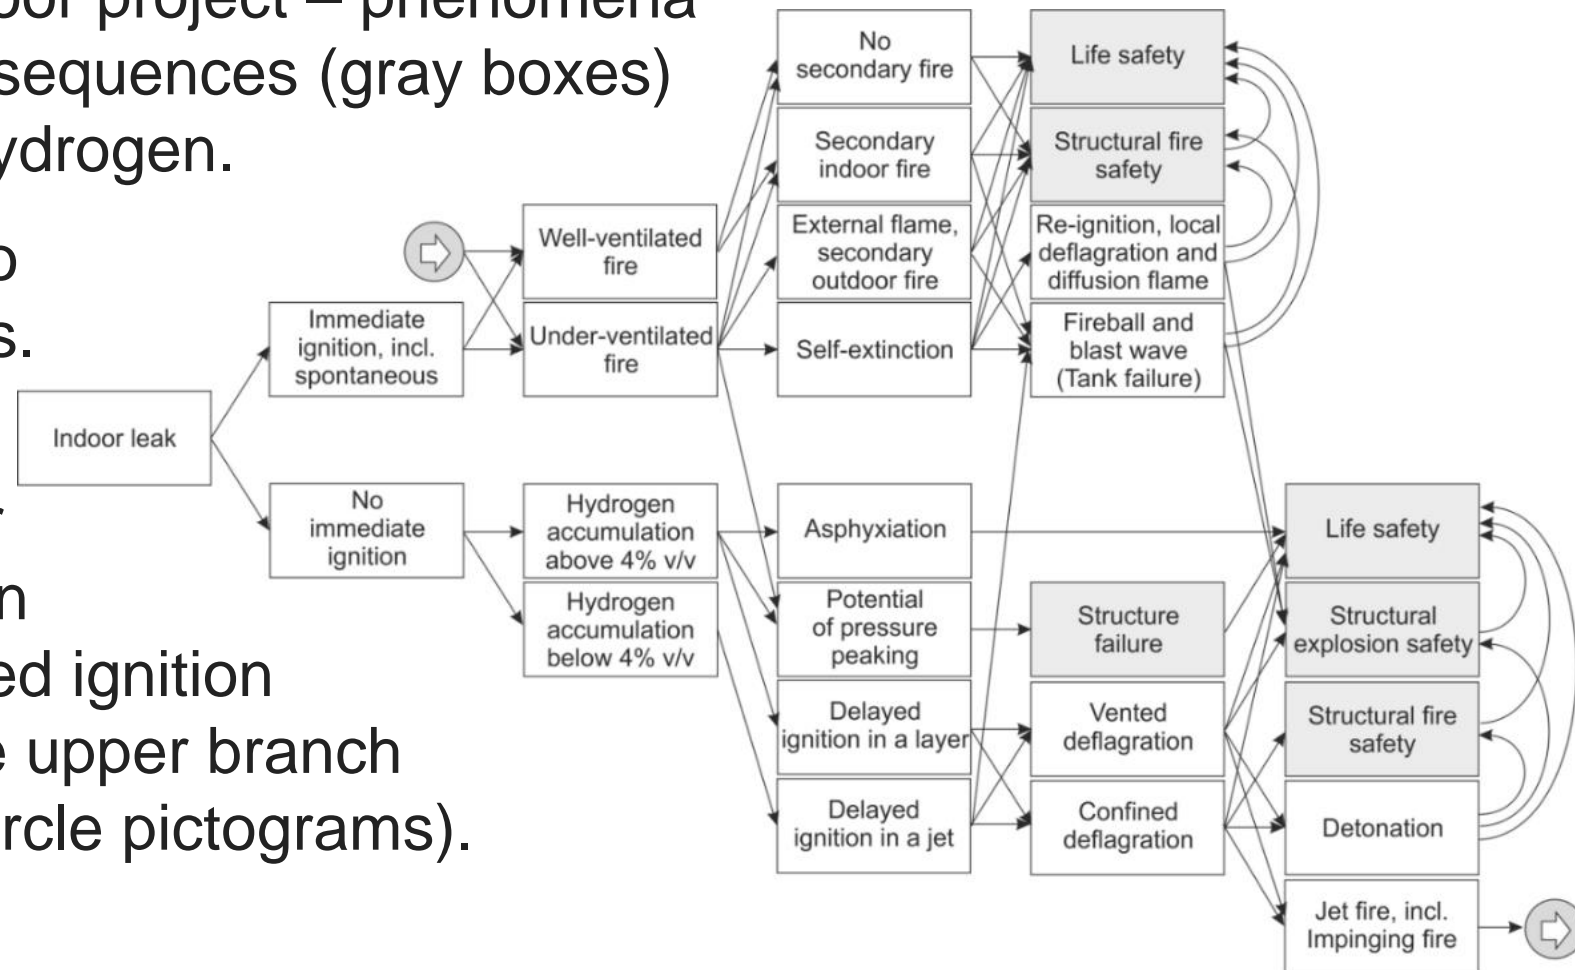 oor project – phenomena
sequences (gray boxes)
ydrogen.
o
s.
r
n
ed ignition
e upper branch
rcle pictograms).
Indoor leak
Immediate
ignition, incl.
spontaneous
No
immediate
ignition
Well-ventilated
fire
Under-ventilated
fire
Hydrogen
accumulation
above 4% v/v
Hydrogen
accumulation
below 4% v/v
No
secondary fire
Secondary
indoor fire
External flame,
secondary
outdoor fire
Self-extinction
Asphyxiation
Potential
of pressure
peaking
Delayed
ignition in a layer
Delayed
ignition in a jet
Life safety
Structural fire
safety
Re-ignition, local
deflagration and
diffusion flame
Fireball and
blast wave
(Tank failure)
Structure
failure
Vented
deflagration
Confined
deflagration
Life safety
Structural
explosion safety
Structural fire
safety
Detonation
Jet fire, incl.
Impinging fire